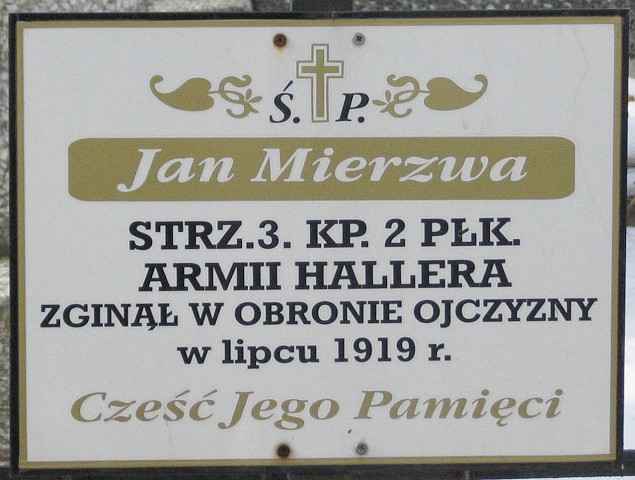 Ś. P.
Jan Mierzwa
STRZ.3. KP. 2 PŁK.
ARMII HALLERA
ZGINĄŁ W OBRONIE OJCZYZNY
w lipcu 1919 r.
Cześć Jego Pamięci